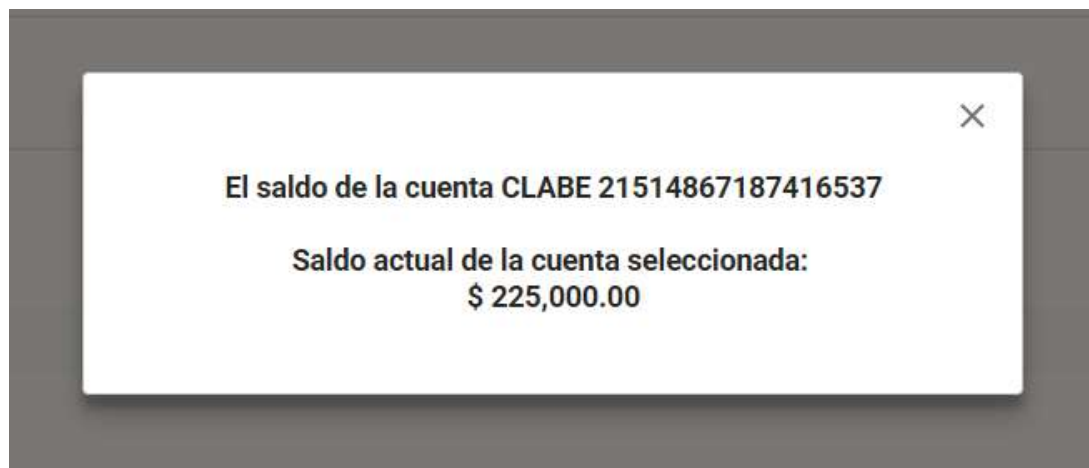 El saldo de la cuenta CLABE 21514867187416537
Saldo actual de la cuenta seleccionada:
$ 225,000.00